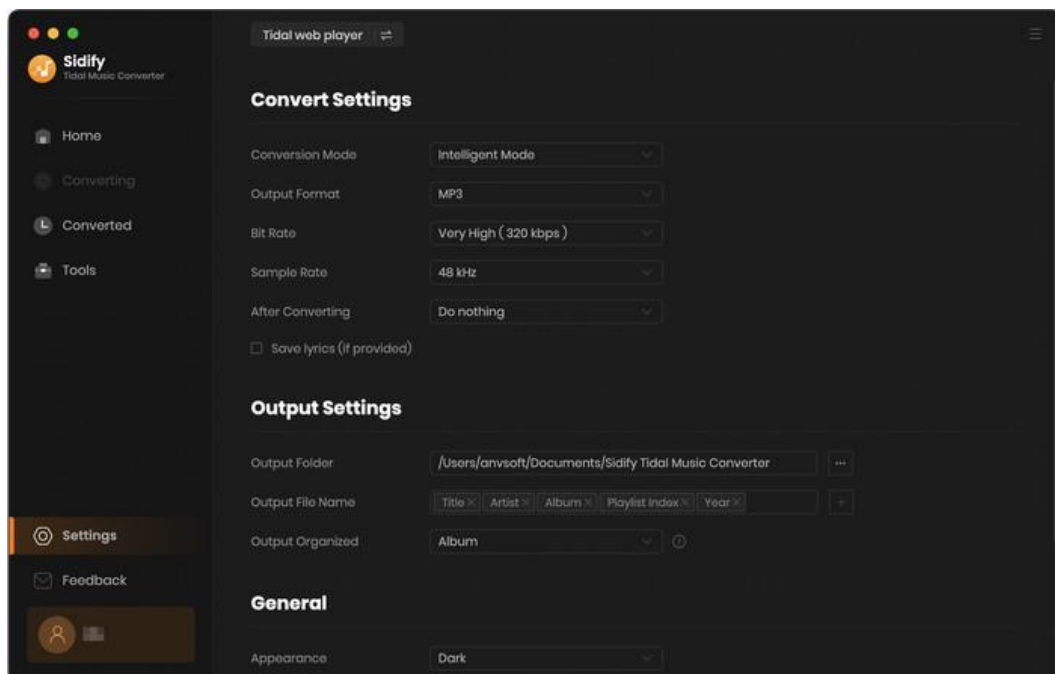 Tidal web player
Sidify
Tidal Music Converter
Home
Converting
Converted
Tools
Settings
Feedback
Convert Settings
Conversion Mode Intelligent Mode
Output Format MP3
Bit Rate Very High ( 320 kbps )
Sample Rate 48 kHz
After Converting Do nothing
Save lyrics (if provided)
Output Settings
Output Folder /Users/anvsoft/Documents/Sidify Tidal Music Converter
Output File Name Title Artist Album Playlist Index Year
Output Organized Album
General
Appearance Dark